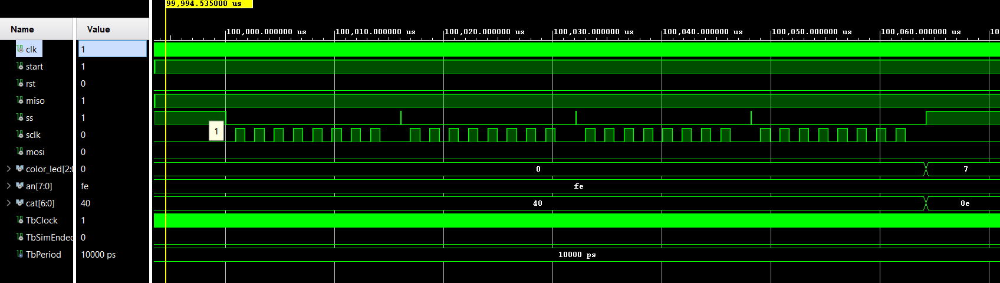 99,994.535000 us
Name Value
100,000.000000 us 100,010.000000 us 100,020.000000 us 100,030.000000 us 100,040.000000 us 100,050.000000 us 100,060.000000 us 10
clk 1
start 1
rst 0
miso 1
ss 1
1
sclk 0
mosi 0
color_led[2:0 0 0 7
an[7:0] fe fe
cat[6:0] 40 40 0e
TbClock 1
TbSimEnded 0
TbPeriod 10000 ps 10000 ps